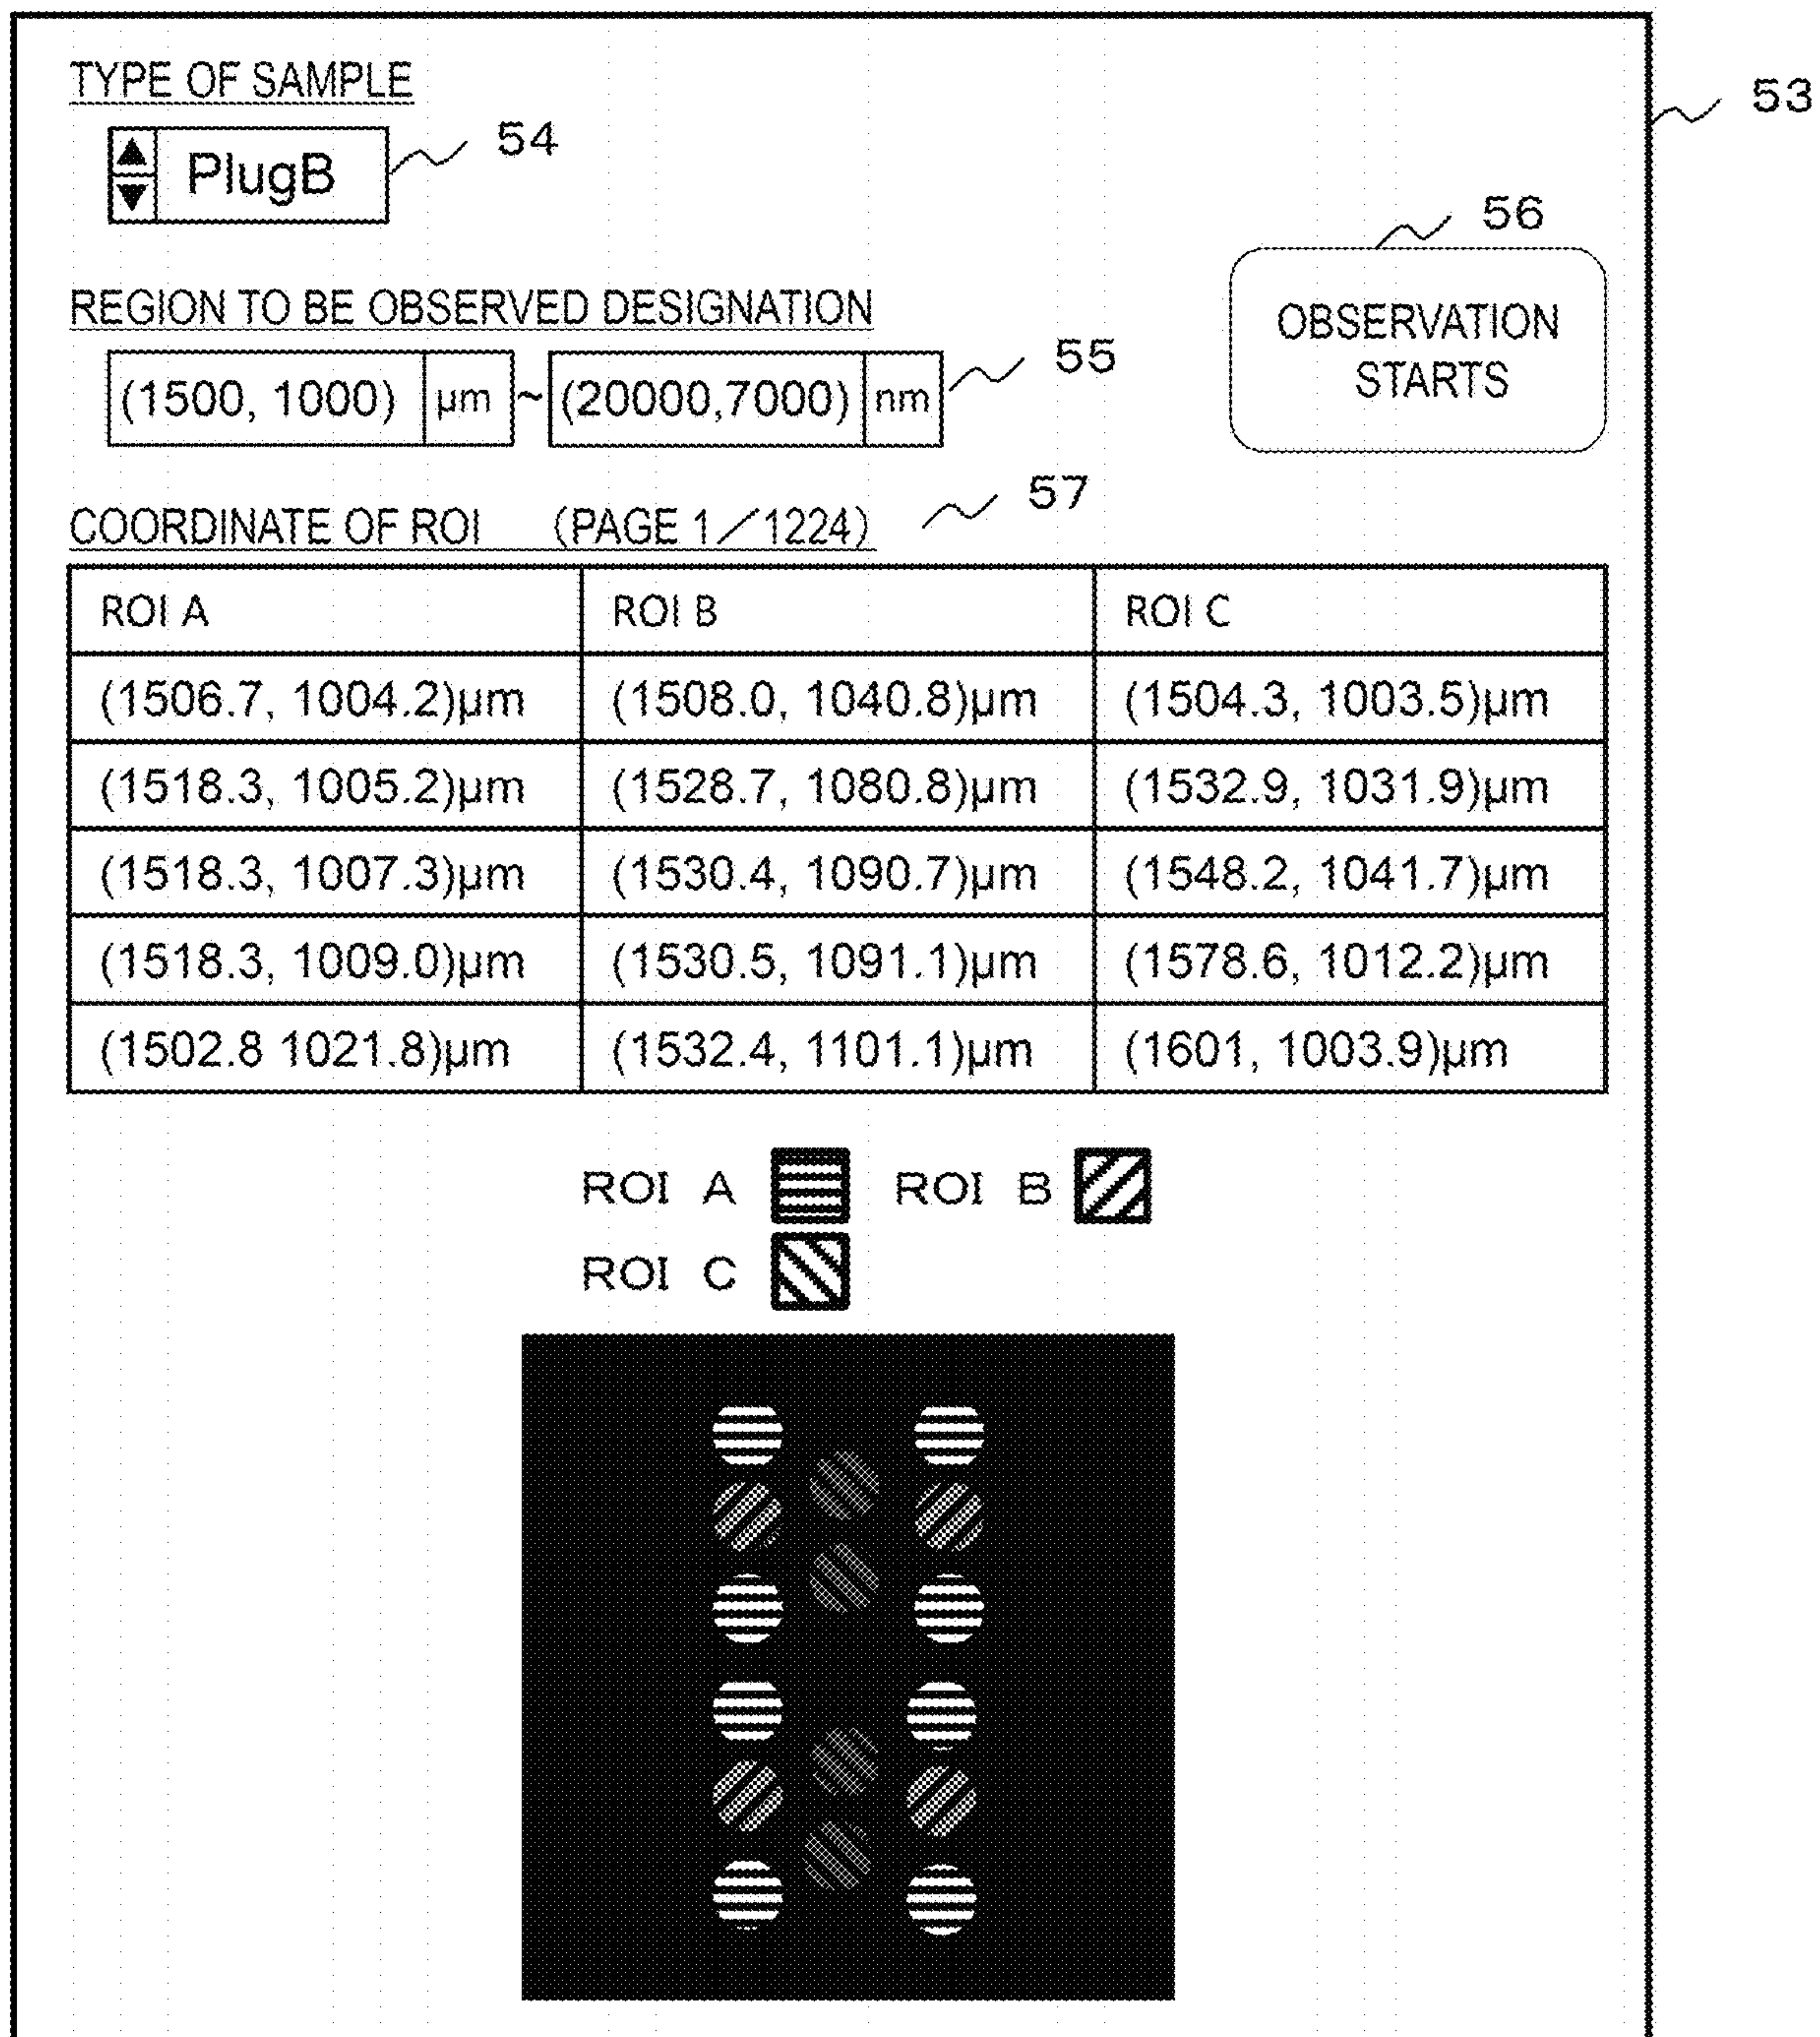 TYPE OF SAMPLE
53
PlugB
54
56
REGION TO BE OBSERVED DESIGNATION
OBSERVATION
STARTS
(1500, 1000) μm ~ (20000,7000) nm
55
COORDINATE OF ROI (PAGE 1/1224)
57
ROI A ROI B ROI C
(1506.7, 1004.2)μm (1508.0, 1040.8)μm (1504.3, 1003.5)μm
(1518.3, 1005.2)μm (1528.7, 1080.8)μm (1532.9, 1031.9)μm
(1518.3, 1007.3)μm (1530.4, 1090.7)μm (1548.2, 1041.7)μm
(1518.3, 1009.0)μm (1530.5, 1091.1)μm (1578.6, 1012.2)μm
(1502.8 1021.8)μm (1532.4, 1101.1)μm (1601, 1003.9)μm
ROI A ROI B
ROI C